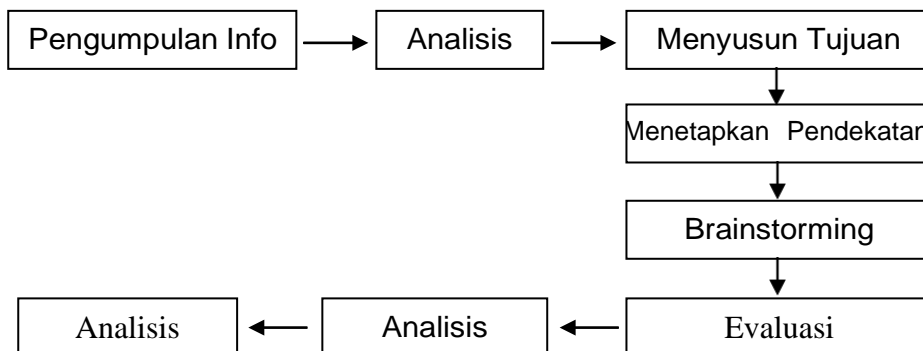 Pengumpulan Info
Analisis
Menyusun Tujuan
Menetapkan Pendekatan
Brainstorming
Evaluasi
Analisis
Analisis